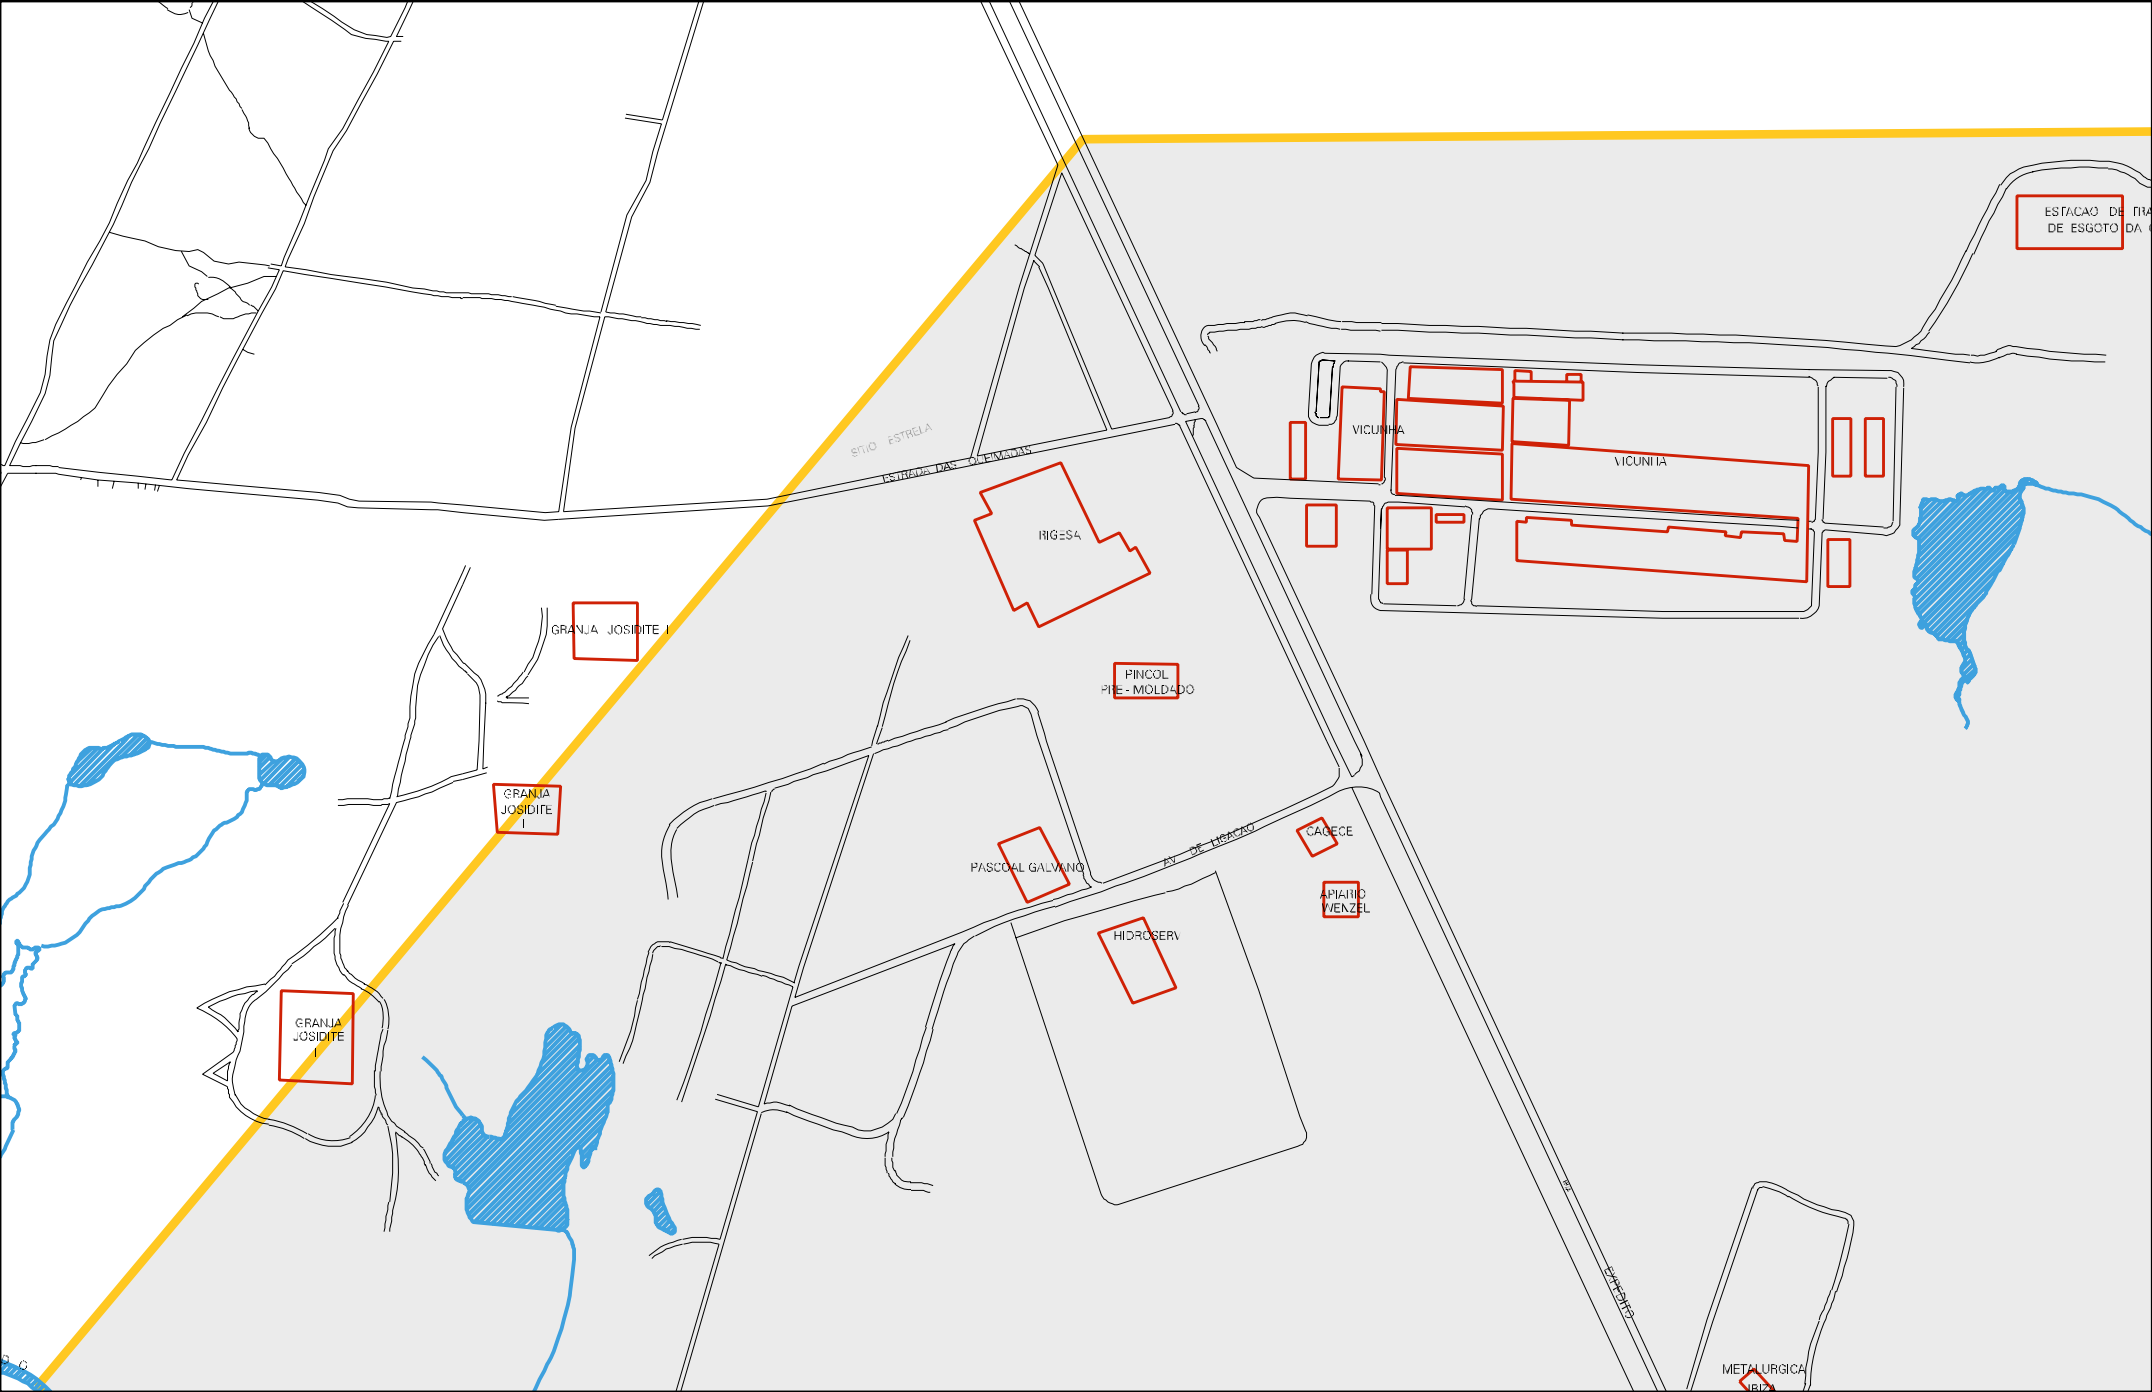 ESTACAO DE
DE ESGOTO DA
VICUNHA
SITIO ESTRELA
ESTRADA DAS QUEIMADAS
VICUNHA
RIGESA
GRANJA JOSIDITE I
PINCOL
PRE - MOLDADO
GRANJA
JOSIDITE
I
AV. DE LIGACAO
CAGECE
PASCOAL GALVANO
APIARIO
WENZEL
HIDROSERV
GRANJA
JOSIDITE
I
EXPEDITO
METALURGICA
IBIZA